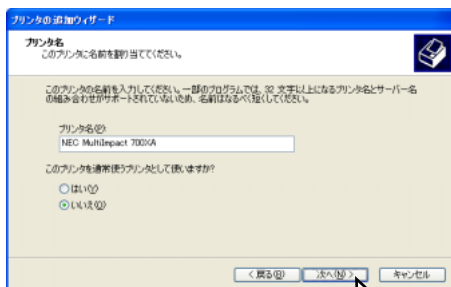 プリンタの追加ウィザード
プリンタ名
このプリンタに名前を割り当ててください。
このプリンタの名前を入力してください。一部のプログラムでは、32 文字以上になるプリンタ名とサーバー名
の組み合わせがサポートされていないため、名前はなるべく短くしてください。
プリンタ名(P):
NEC MultiImpact 700XA
このプリンタを通常使うプリンタとして使いますか?
はい(Y)
いいえ(O)
< 戻る(B)
次へ(N) >
キャンセル